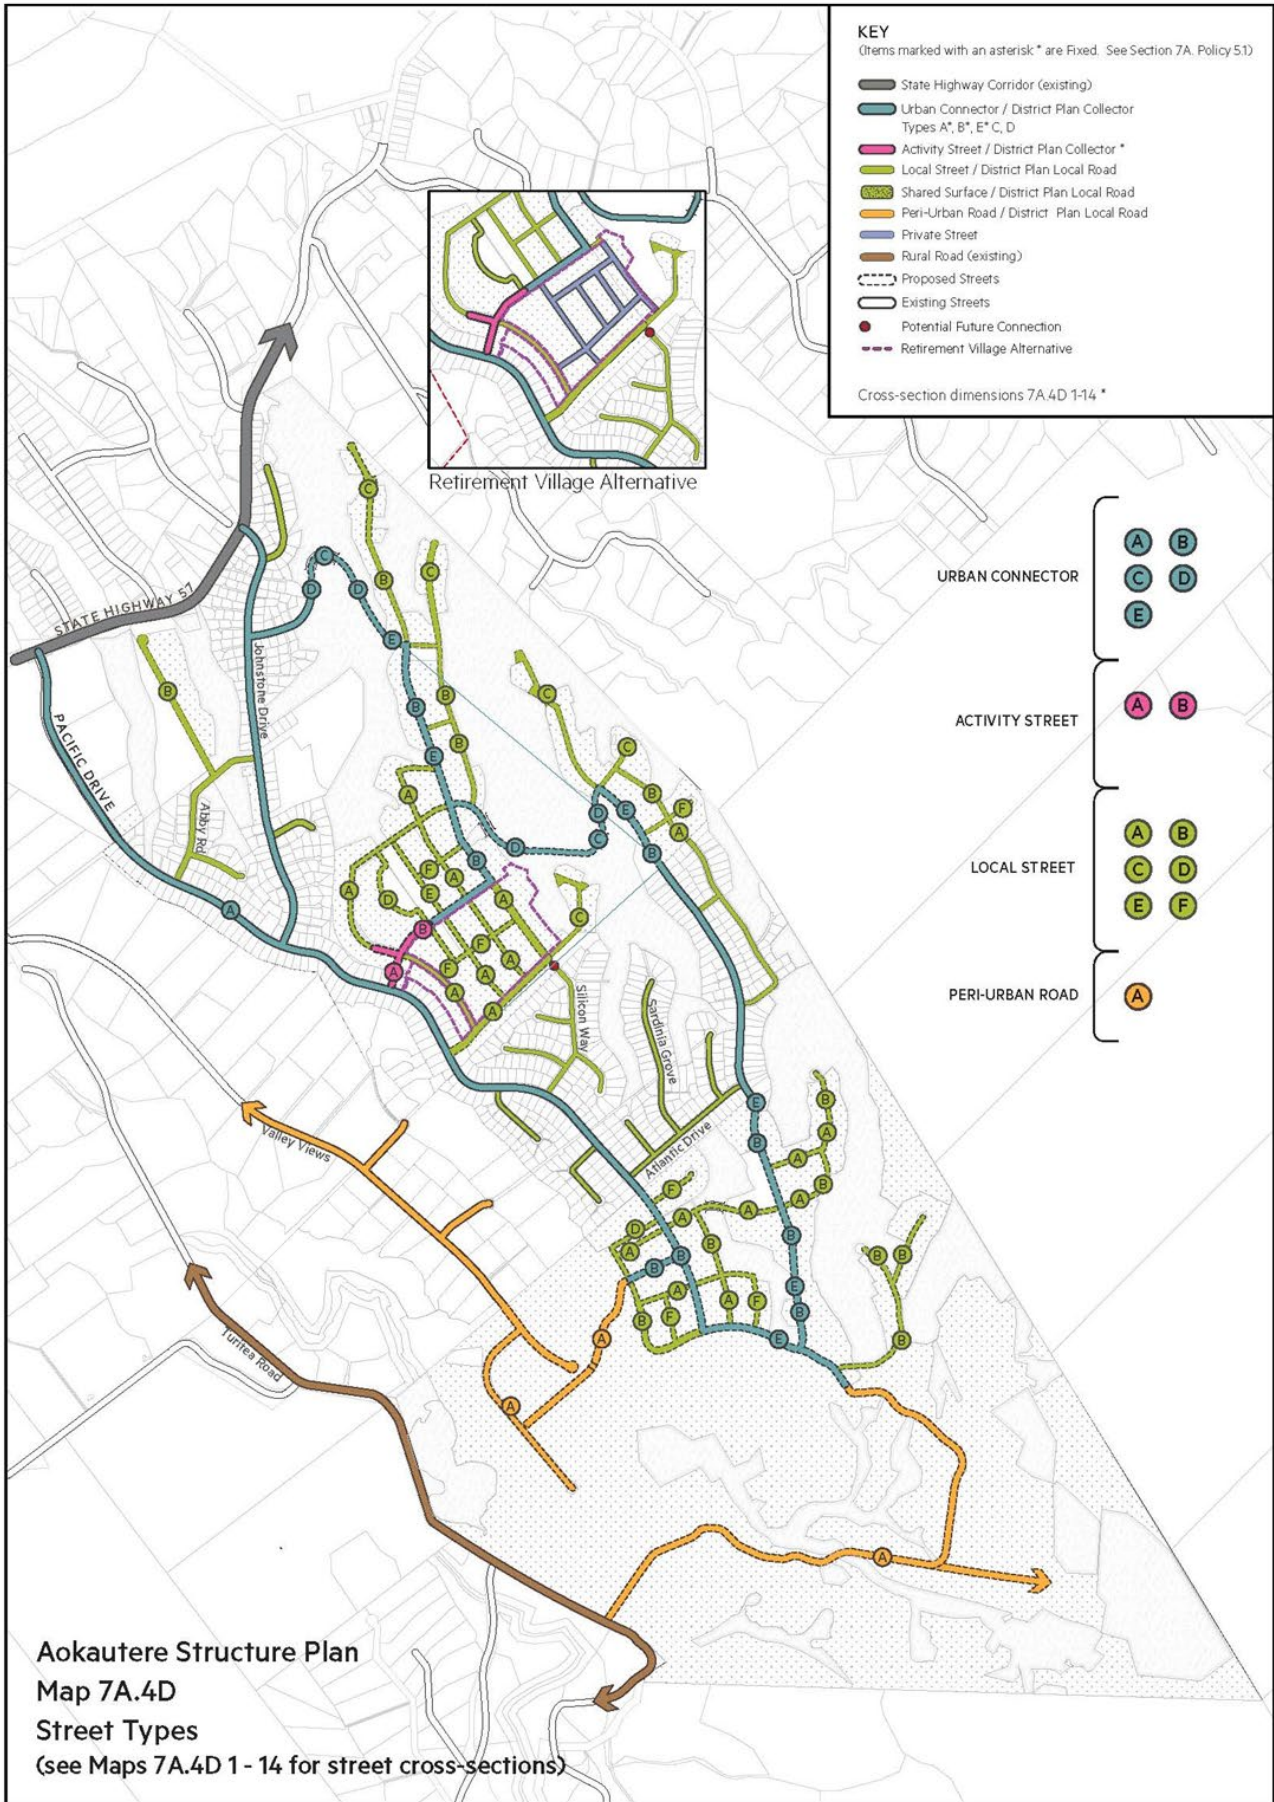 KEY
(Items marked with an asterisk * are Fixed. See Section 7A. Policy 5.1)
State Highway Corridor (existing)
Urban Connector / District Plan Collector
Types A*, B*, E* C, D
Activity Street / District Plan Collector *
Local Street / District Plan Local Road
Shared Surface / District Plan Local Road
Peri-Urban Road / District Plan Local Road
Private Street
Rural Road (existing)
Proposed Streets
Existing Streets
Potential Future Connection
Retirement Village Alternative
Cross-section dimensions 7A.4D 1-14 *
Retirement Village Alternative
URBAN CONNECTOR
A B
C D
E
ACTIVITY STREET
A B
LOCAL STREET
A B
C D
E F
PERI-URBAN ROAD
A
STATE HIGHWAY 57
PACIFIC DRIVE
Johnstone Drive
Abby Rd
Silicon Way
Sardinia Grove
Atlantic Drive
Valley Views
Turitea Road
Aokautere Structure Plan
Map 7A.4D
Street Types
(see Maps 7A.4D 1 - 14 for street cross-sections)